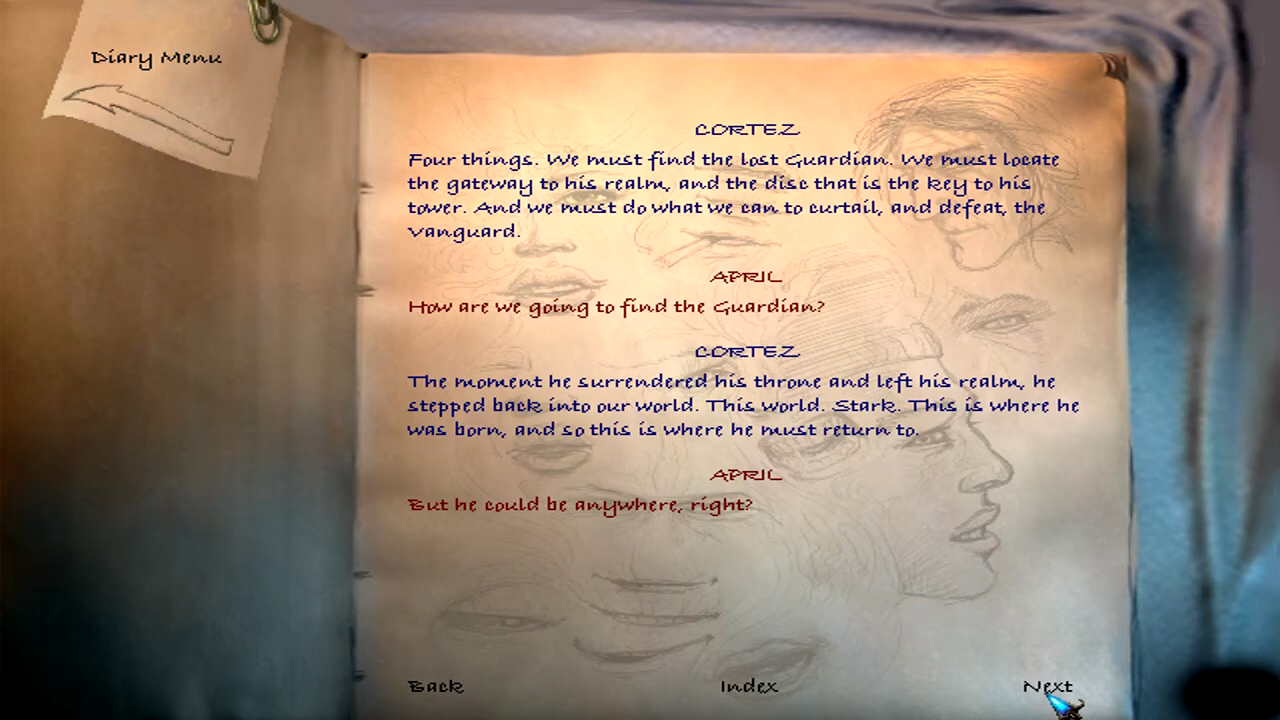 Diary Menu
CORTEZ
Four things. We must find the lost Guardian. We must locate
the gateway to his realm, and the disc that is the key to his
tower. And we must do what we can to curtail, and defeat, the
Vanguard.
APRIL
How are we going to find the Guardian?
CORTEZ
The moment he surrendered his throne and left his realm, he
stepped back into our world. This world. Stark. This is where he
was born, and so this is where he must return to.
APRIL
But he could be anywhere, right?
Back Index Next